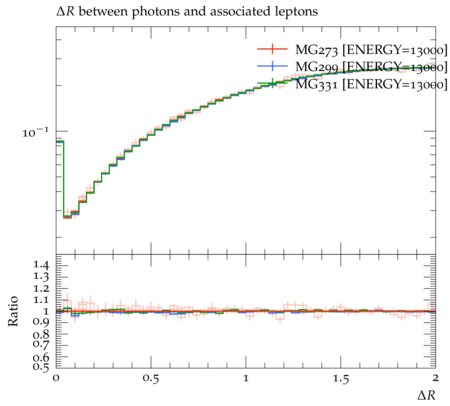 ΔR between photons and associated leptons
MG273 [ENERGY=13000]
MG299 [ENERGY=13000]
MG331 [ENERGY=13000]
10⁻¹
1.4
1.3
1.2
1.1
1
0.9
0.8
0.7
0.6
0.5
Ratio
0 0.5 1 1.5 2
ΔR